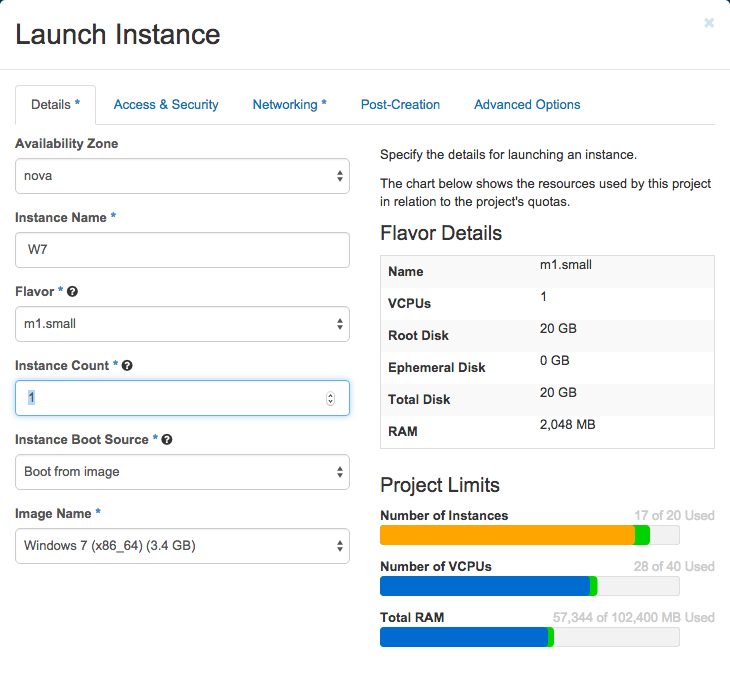 Launch Instance
×
Details *
Access & Security
Networking *
Post-Creation
Advanced Options
Availability Zone
nova
Instance Name *
W7
Flavor * ?
m1.small
Instance Count * ?
1
Instance Boot Source * ?
Boot from image
Image Name *
Windows 7 (x86_64) (3.4 GB)
Specify the details for launching an instance.
The chart below shows the resources used by this project
in relation to the project's quotas.
Flavor Details
Name m1.small
VCPUs 1
Root Disk 20 GB
Ephemeral Disk 0 GB
Total Disk 20 GB
RAM 2,048 MB
Project Limits
Number of Instances 17 of 20 Used
Number of VCPUs 28 of 40 Used
Total RAM 57,344 of 102,400 MB Used